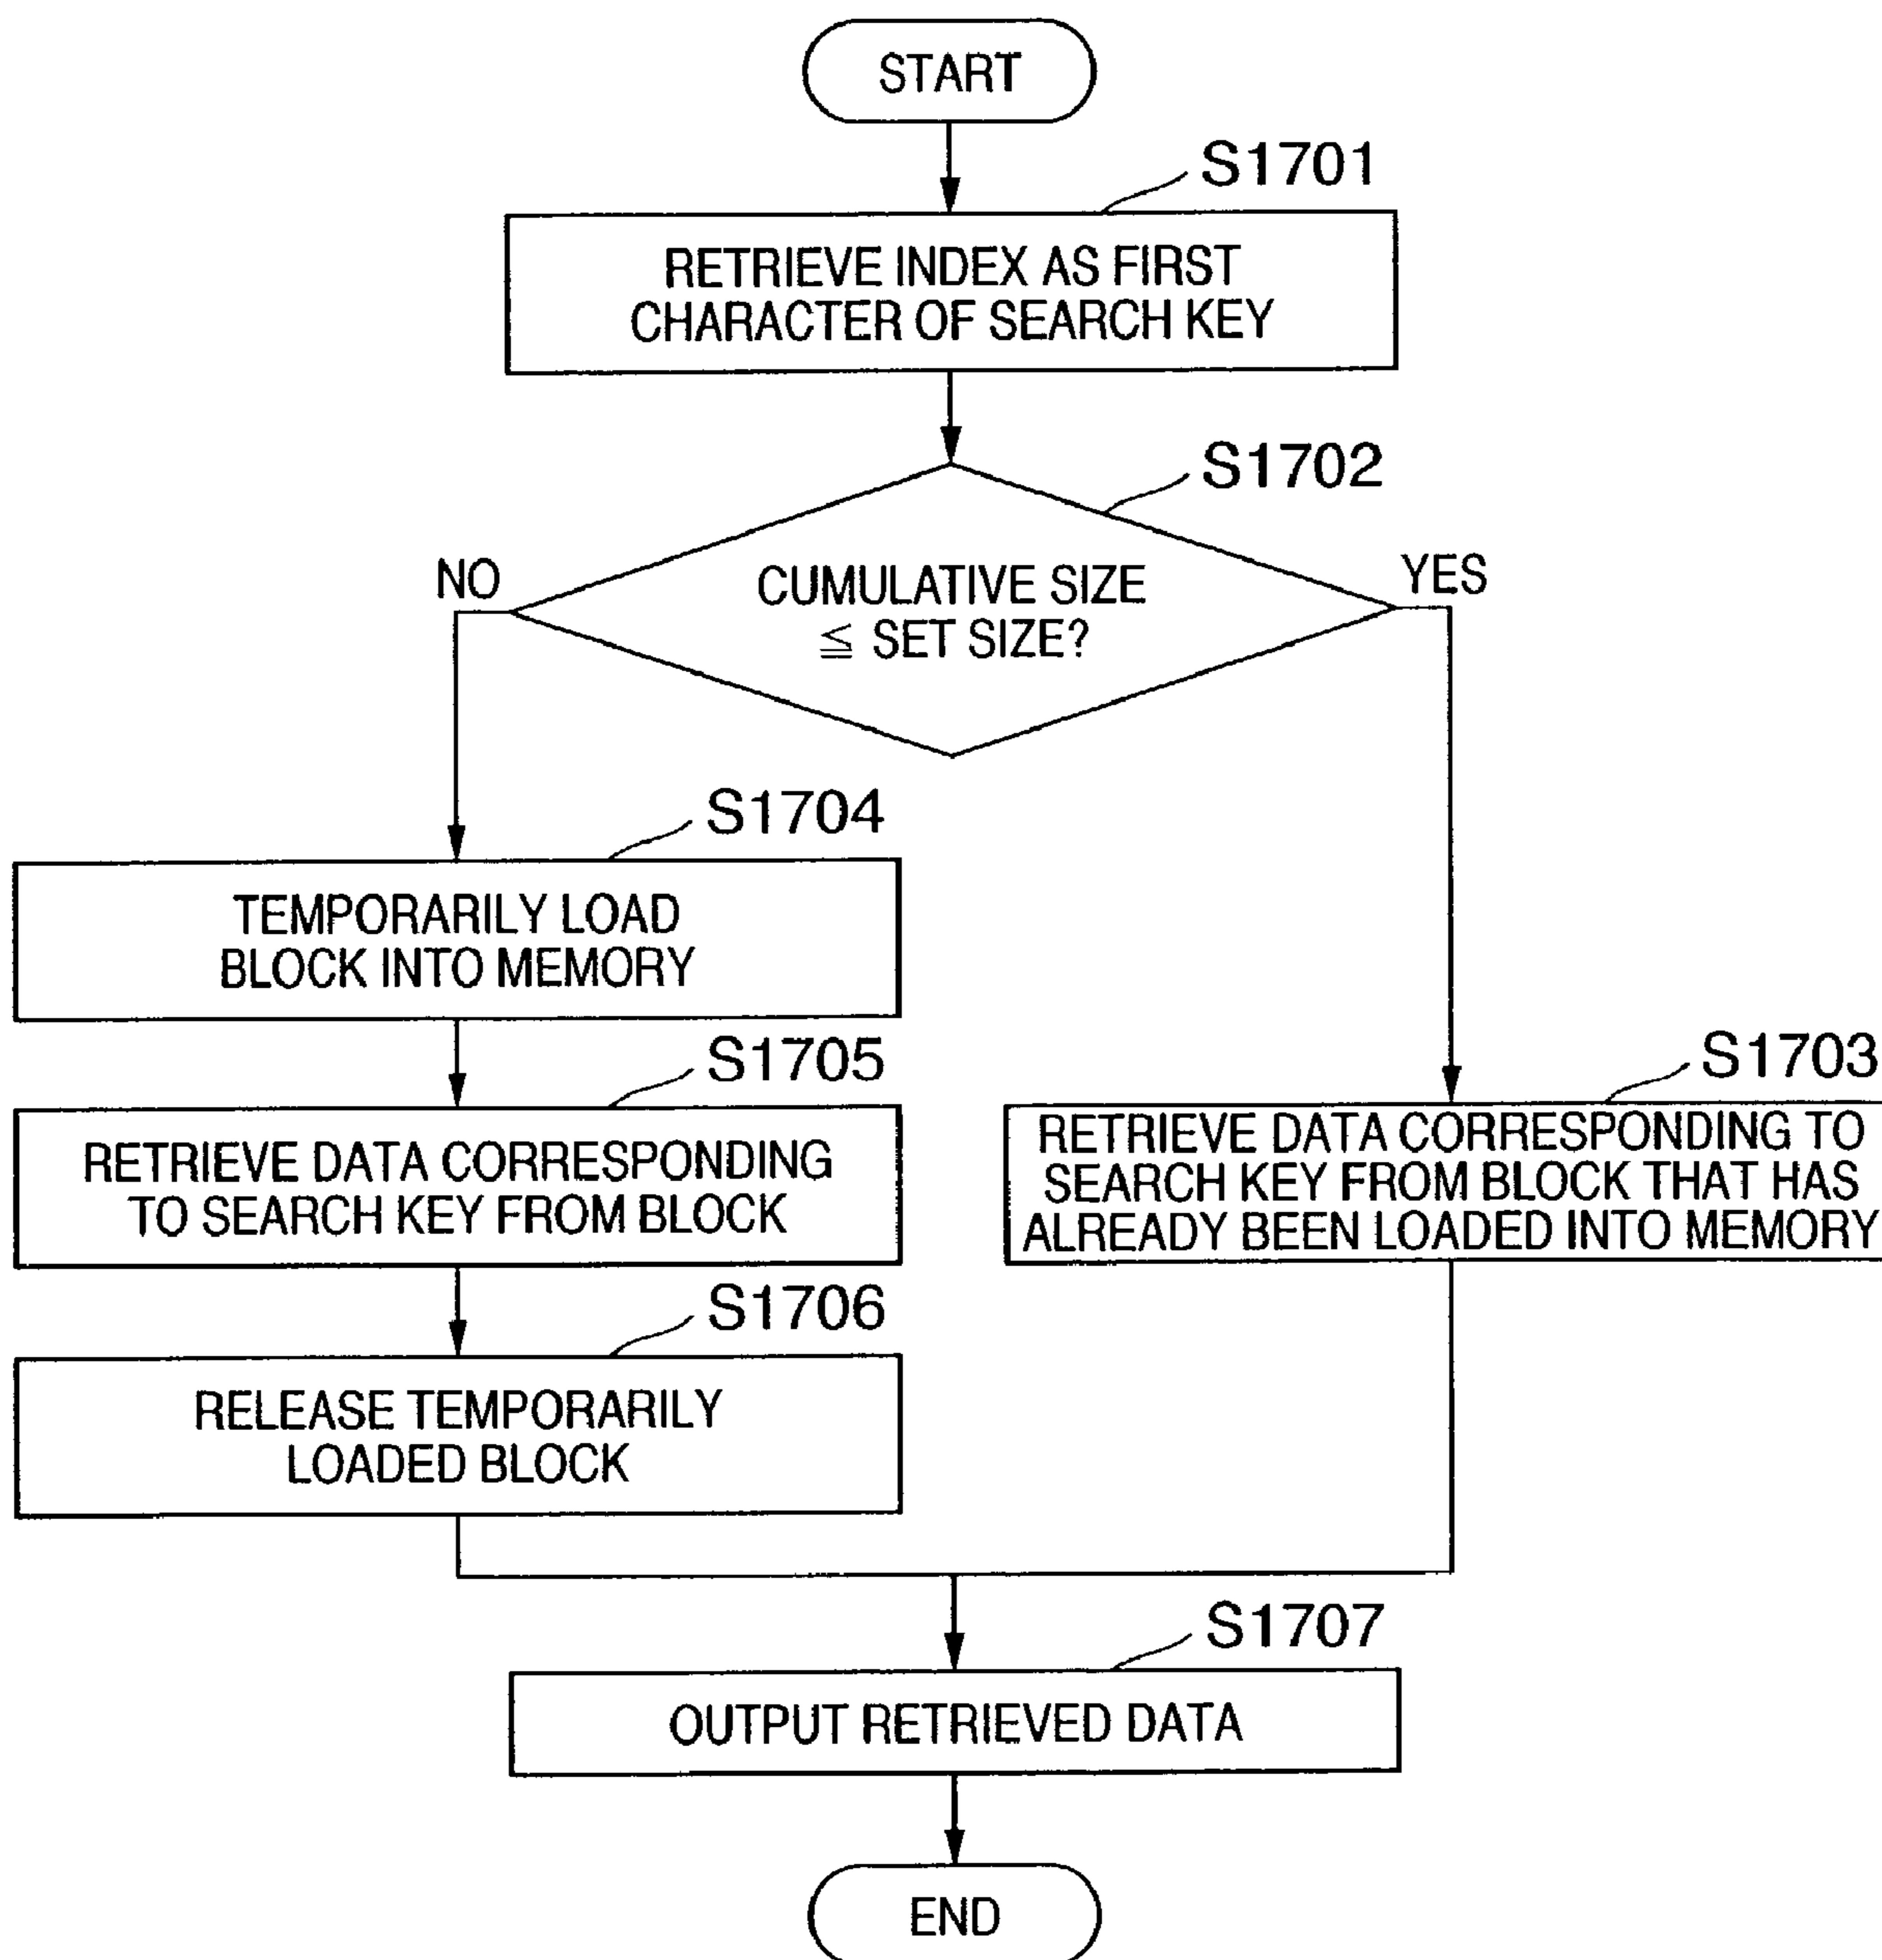 START
S1701
RETRIEVE INDEX AS FIRST
CHARACTER OF SEARCH KEY
S1702
NO
CUMULATIVE SIZE
≦ SET SIZE?
YES
S1704
TEMPORARILY LOAD
BLOCK INTO MEMORY
S1705
RETRIEVE DATA CORRESPONDING
TO SEARCH KEY FROM BLOCK
S1703
RETRIEVE DATA CORRESPONDING TO
SEARCH KEY FROM BLOCK THAT HAS
ALREADY BEEN LOADED INTO MEMORY
S1706
RELEASE TEMPORARILY
LOADED BLOCK
S1707
OUTPUT RETRIEVED DATA
END